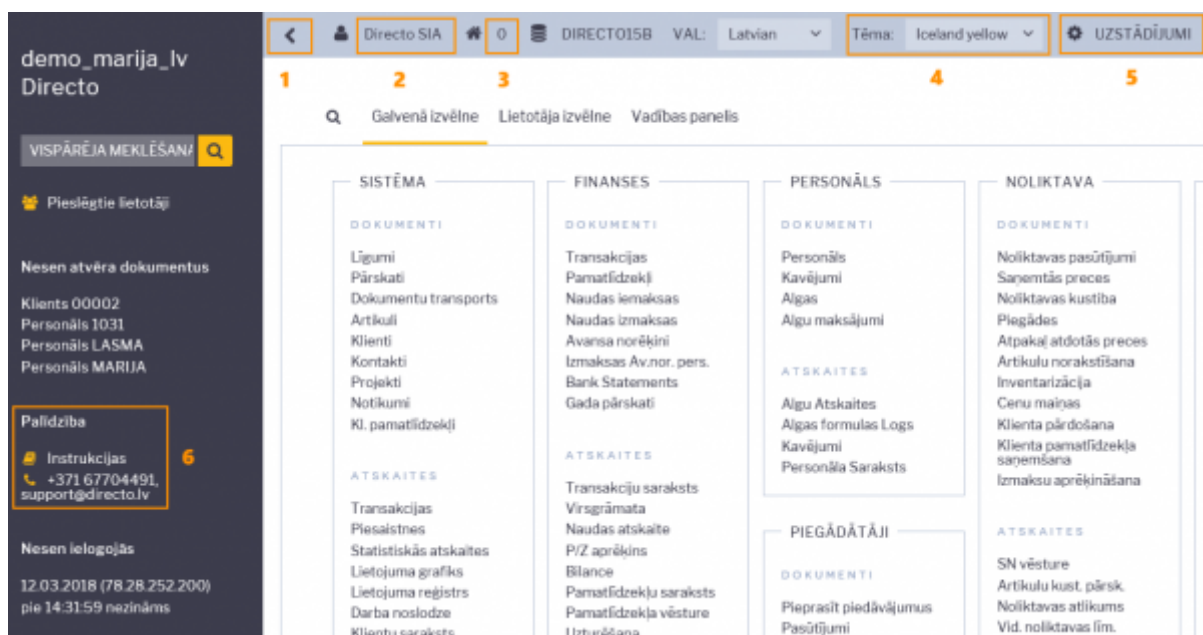 demo_marija_lv
Directo
VISPĀRĒJA MEKLĒŠANA
Pieslēgtie lietotāji
Nesen atvēra dokumentus
Klients 00002
Personāls 1031
Personāls LASMA
Personāls MARIJA
Palīdzība
Instrukcijas
6
+371 67704491,
support@directo.lv
Nesen ielogojās
12.03.2018 (78.28.252.200)
pie 14:31:59 nezināms
Directo SIA
0
DIRECTO15B
VAL:
Latvian
Tēma:
Iceland yellow
UZSTĀDĪJUMI
1
2
3
4
5
Galvenā izvēlne
Lietotāja izvēlne
Vadības panelis
SISTĒMA
DOKUMENTI
Līgumi
Pārskati
Dokumentu transports
Artikuli
Klienti
Kontakti
Projekti
Notikumi
Kl. pamatlīdzekļi
ATSKAITES
Transakcijas
Piesaistnes
Statistiskās atskaites
Lietojuma grafiks
Lietojuma reģistrs
Darba noslodze
Klientu saraksts
FINANSES
DOKUMENTI
Transakcijas
Pamatlīdzekļi
Naudas iemaksas
Naudas izmaksas
Avansa norēķini
Izmaksas Av.nor. pers.
Bank Statements
Gada pārskati
ATSKAITES
Transakciju saraksts
Virsgrāmata
Naudas atskaite
P/Z aprēķins
Bilance
Pamatlīdzekļu saraksts
Pamatlīdzekļa vēsture
Uzturēšana
PERSONĀLS
DOKUMENTI
Personāls
Kavējumi
Algas
Algu maksājumi
ATSKAITES
Algu Atskaites
Algas formulas Logs
Kavējumi
Personāla Saraksts
PIEGĀDĀTĀJI
DOKUMENTI
Pieprasīt piedāvājumus
Pasūtījumi
NOLIKTAVA
DOKUMENTI
Noliktavas pasūtījumi
Saņemtās preces
Noliktavas kustība
Piegādes
Atpakaļ atdotās preces
Artikulu norakstīšana
Inventarizācija
Cenu maiņas
Klienta pārdošana
Klienta pamatlīdzekļa
saņemšana
Izmaksu aprēķināšana
ATSKAITES
SN vēsture
Artikulu kust. pārsk.
Noliktavas atlikums
Vid. noliktavas līm.